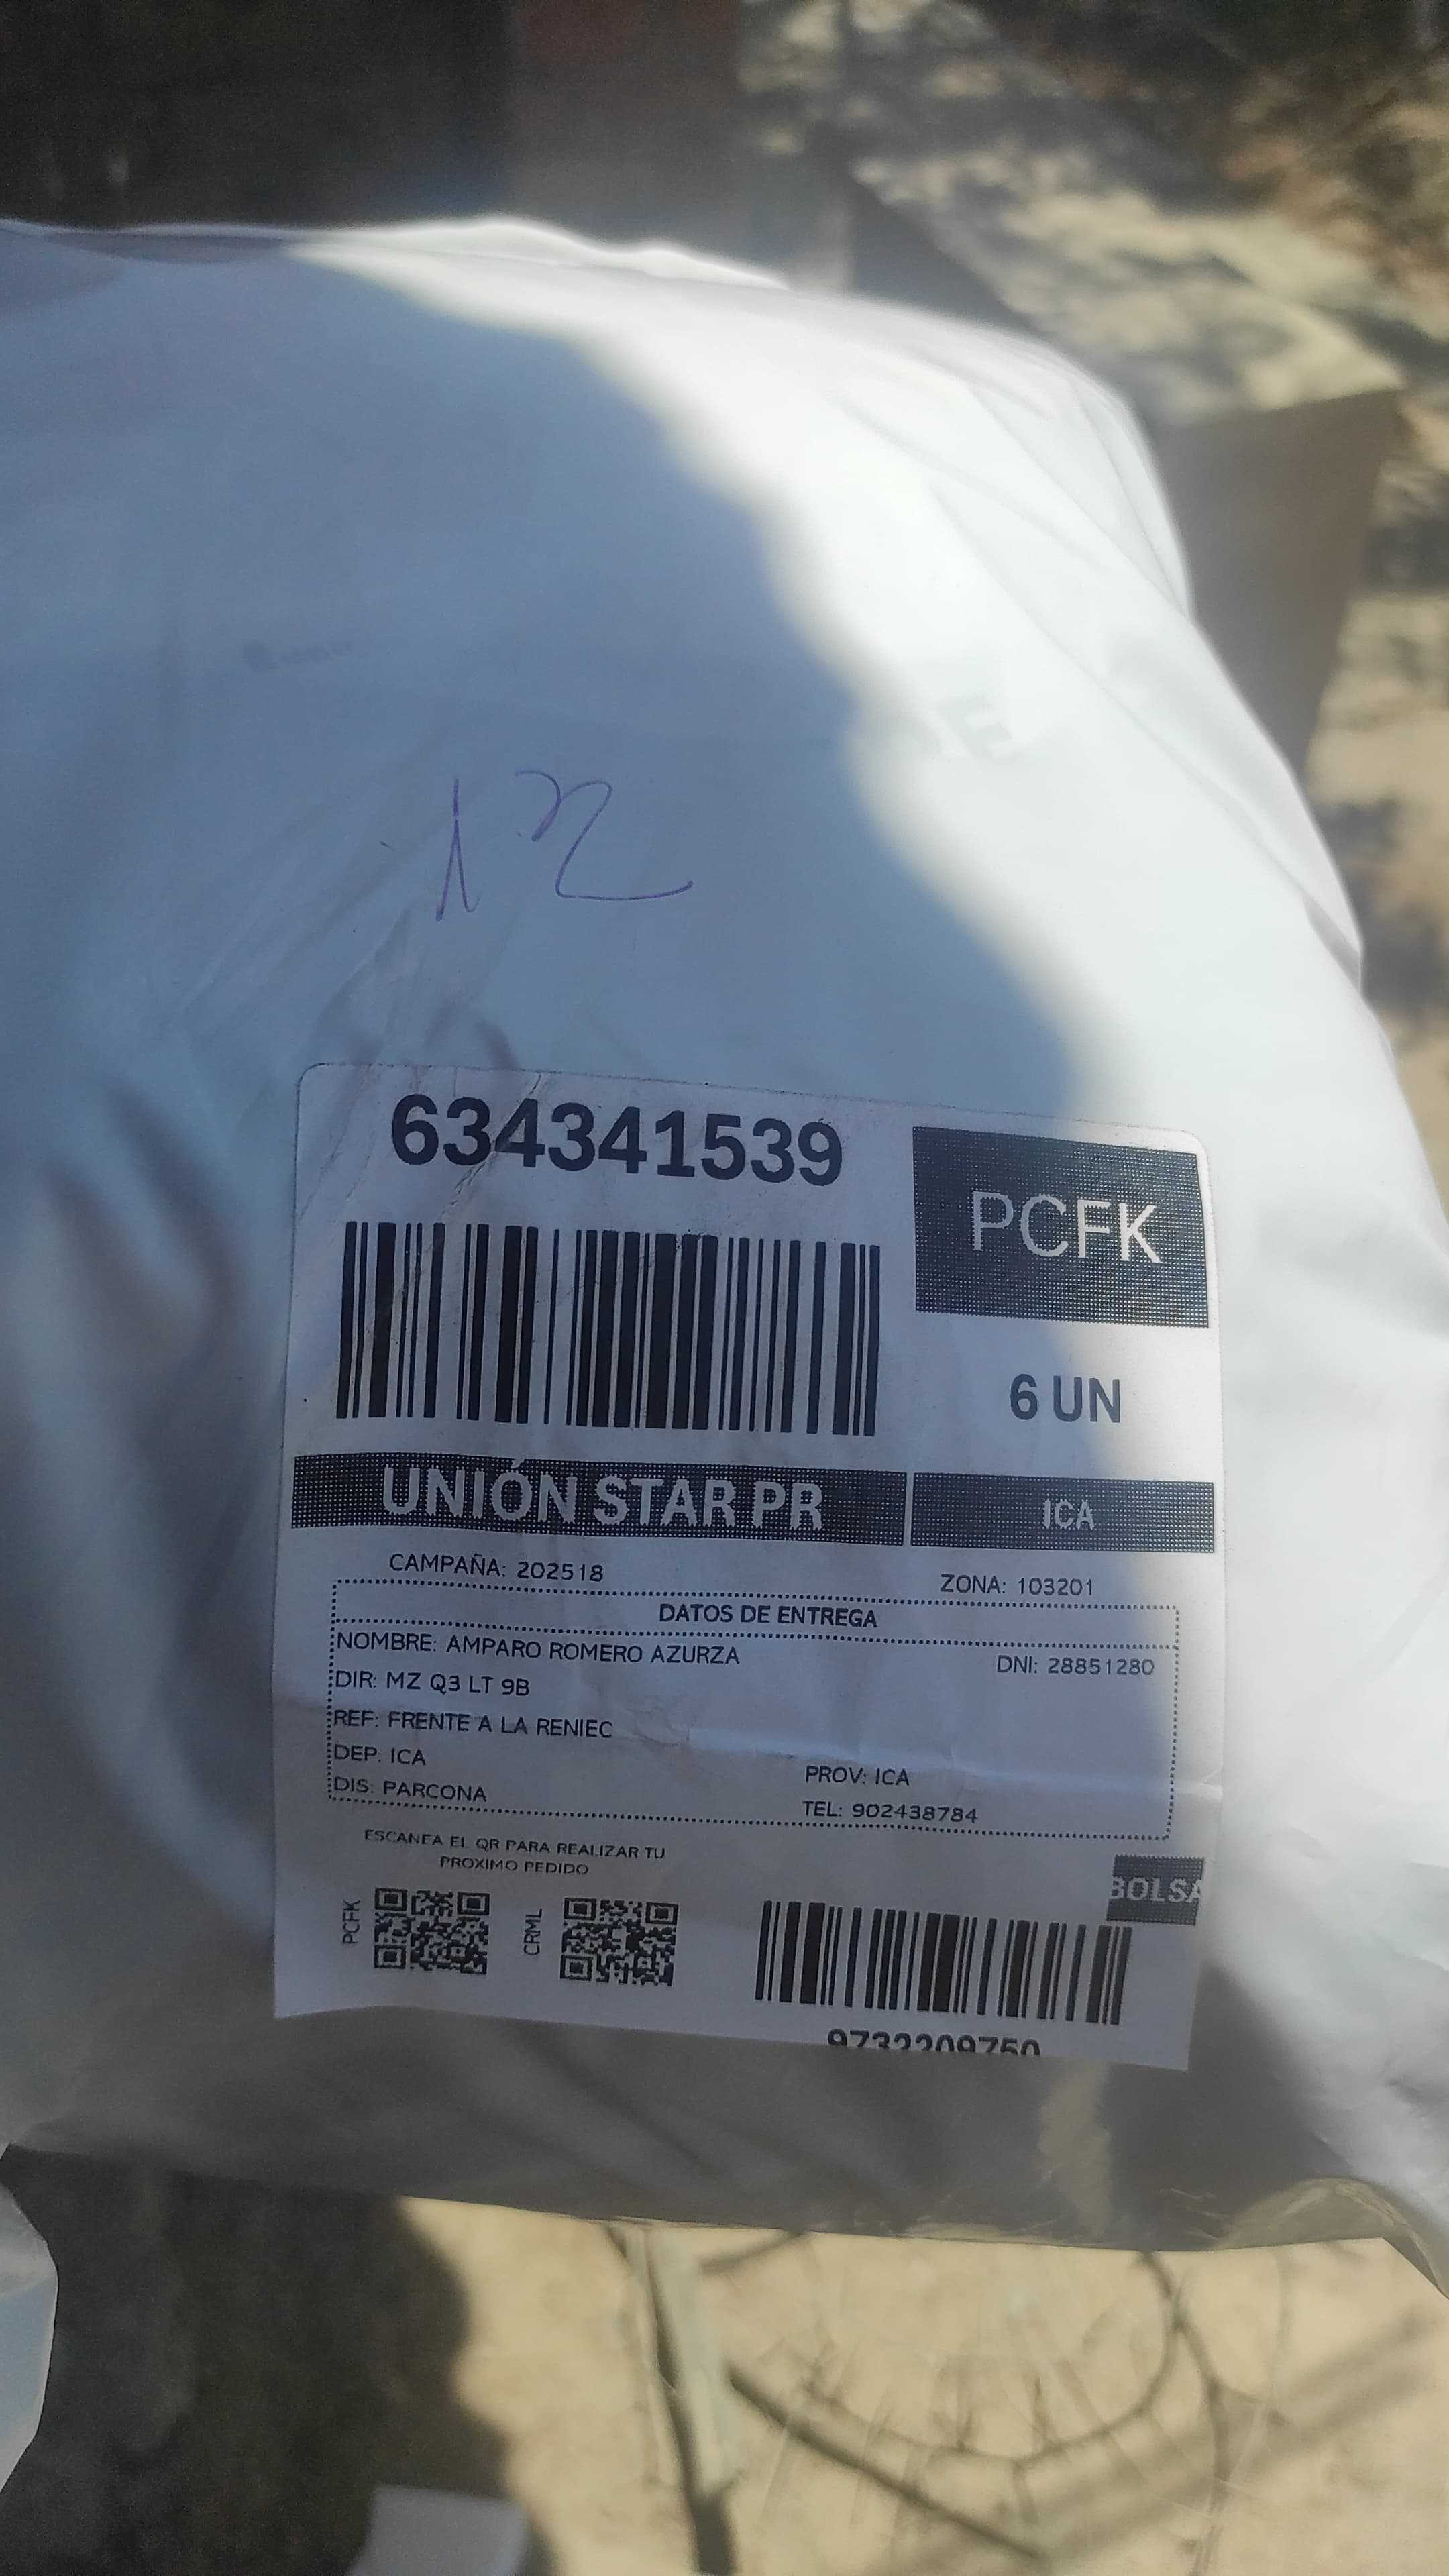 12
634341539
PCFK
6 UN
UNIÓN STAR PR
ICA
CAMPAÑA: 202518
ZONA: 103201
DATOS DE ENTREGA
NOMBRE: AMPARO ROMERO AZURZA
DNI: 28851280
DIR: MZ Q3 LT 9B
REF: FRENTE A LA RENIEC
DEP: ICA
PROV: ICA
DIS: PARCONA
TEL: 902438784
ESCANEA EL QR PARA REALIZAR TU
PROXIMO PEDIDO
BOLSA
PCFK
CRML
9732209750